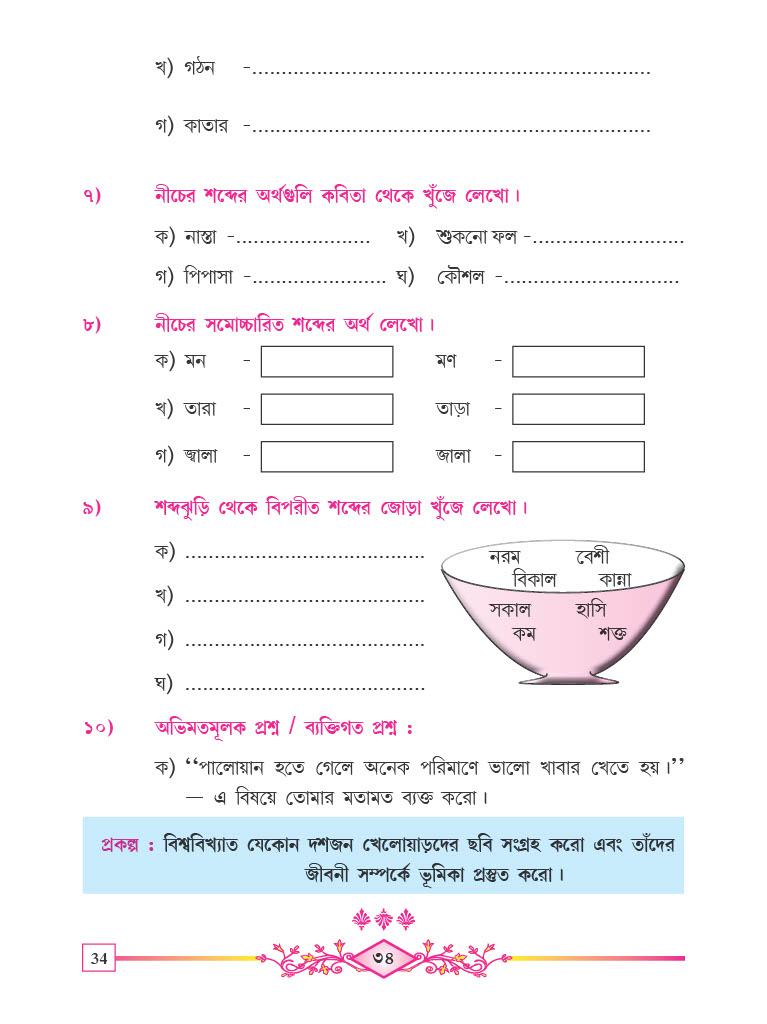 খ) গঠন -....................................................................
গ) কাতার -....................................................................
৭) নীচের শব্দের অর্থগুলি কবিতা থেকে খুঁজে লেখো।
ক) নাস্তা -....................... খ) শুকনো ফল -..........................
গ) পিপাসা -....................... ঘ) কৌশল -..............................
৮) নীচের সমোচ্চারিত শব্দের অর্থ লেখো।
ক) মন - মণ -
খ) তারা - তাড়া -
গ) জ্বালা - জালা -
৯) শব্দঝুড়ি থেকে বিপরীত শব্দের জোড়া খুঁজে লেখো।
ক) .........................................
খ) .........................................
গ) .........................................
ঘ) .........................................
নরম বেশী
বিকাল কান্না
সকাল হাসি
কম শক্ত
১০) অভিমতমূলক প্রশ্ন / ব্যক্তিগত প্রশ্ন :
ক) ‘‘পালোয়ান হতে গেলে অনেক পরিমাণে ভালো খাবার খেতে হয়।’’
— এ বিষয়ে তোমার মতামত ব্যক্ত করো।
প্রকল্প : বিশ্ববিখ্যাত যেকোন দশজন খেলোয়াড়দের ছবি সংগ্রহ করো এবং তাঁদের
জীবনী সম্পর্কে ভূমিকা প্রস্তুত করো।
34 ৩৪